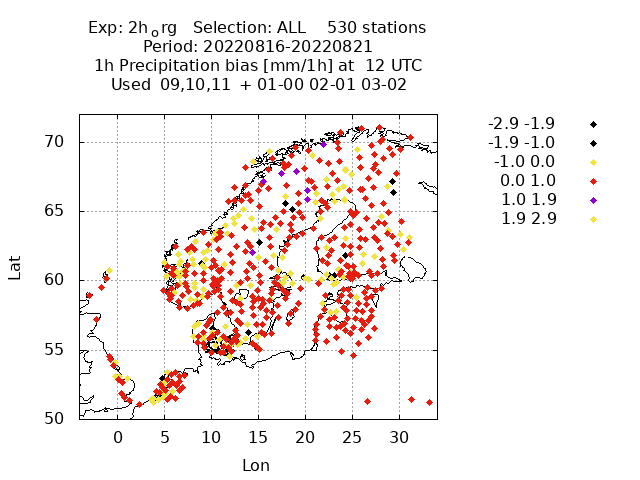 Exp: 2h_org   Selection: ALL    530 stations
Period: 20220816-20220821
1h Precipitation bias [mm/1h] at  12 UTC
Used  09,10,11  + 01-00 02-01 03-02
-2.9 -1.9
-1.9 -1.0
-1.0 0.0
0.0 1.0
1.0 1.9
1.9 2.9
70
65
60
55
50
Lat
0 5 10 15 20 25 30
Lon